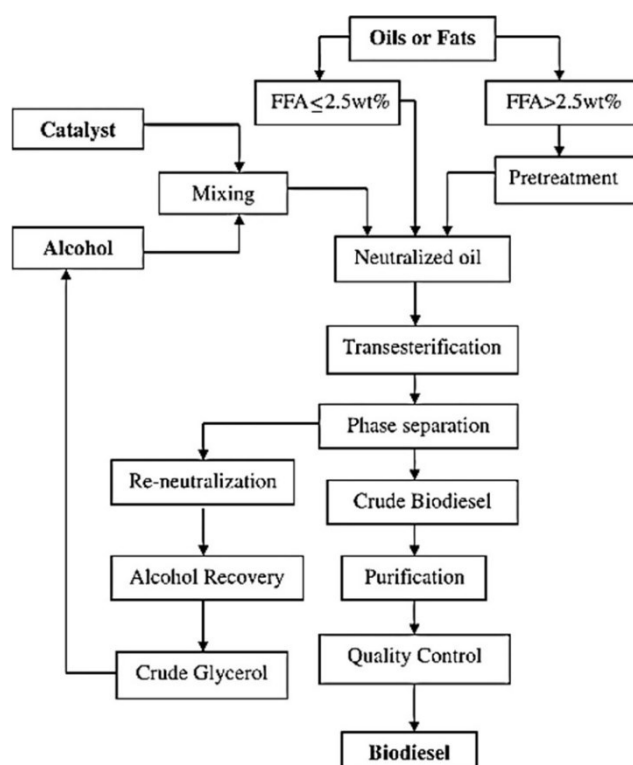 Oils or Fats
FFA≤2.5wt%
FFA>2.5wt%
Catalyst
Mixing
Pretreatment
Alcohol
Neutralized oil
Transesterification
Phase separation
Re-neutralization
Crude Biodiesel
Alcohol Recovery
Purification
Crude Glycerol
Quality Control
Biodiesel